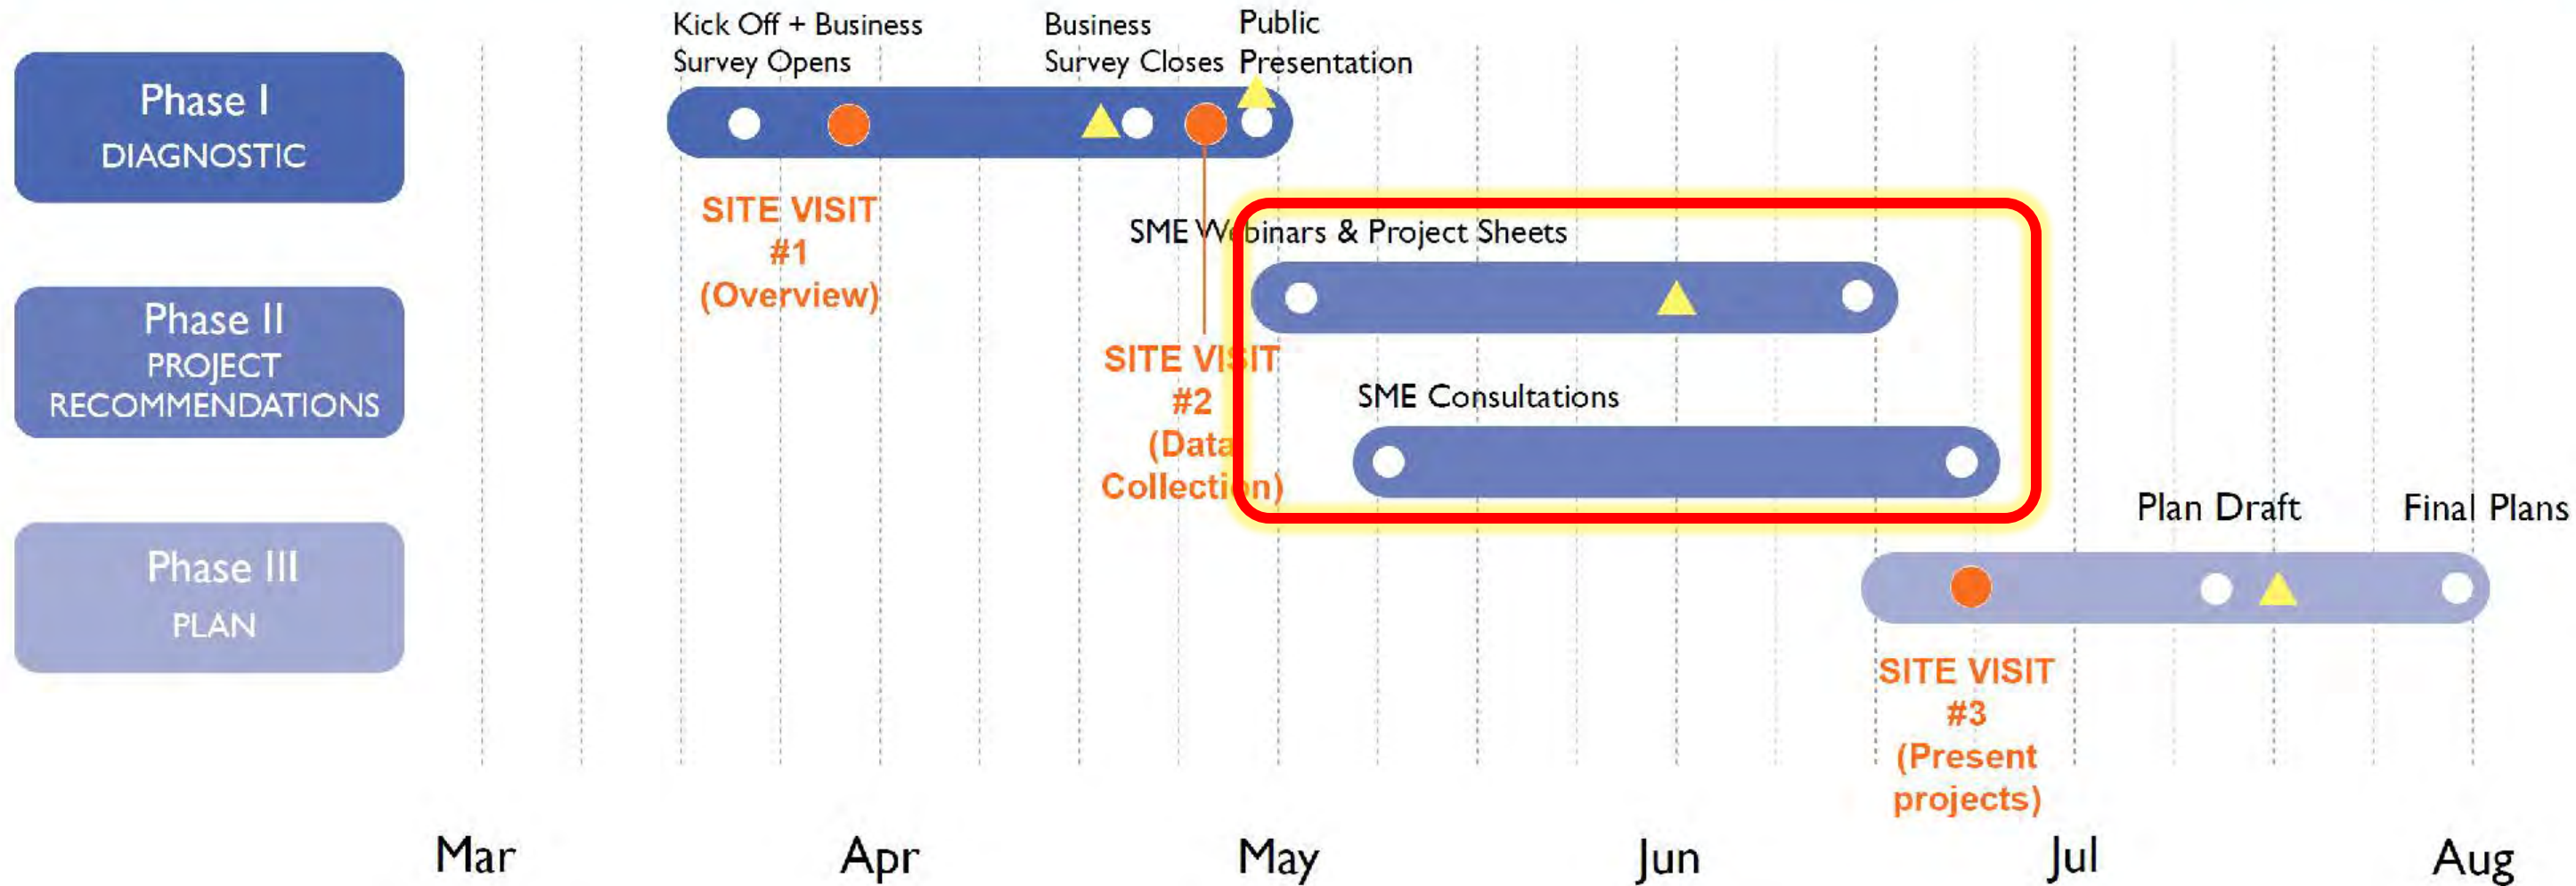 Kick Off + Business
Survey Opens
Business
Survey Closes
Public
Presentation
Phase I
DIAGNOSTIC
SITE VISIT
#1
(Overview)
SME Webinars & Project Sheets
Phase II
PROJECT
RECOMMENDATIONS
SITE VISIT
#2
(Data
Collection)
SME Consultations
Plan Draft
Final Plans
Phase III
PLAN
SITE VISIT
#3
(Present
projects)
Mar
Apr
May
Jun
Jul
Aug